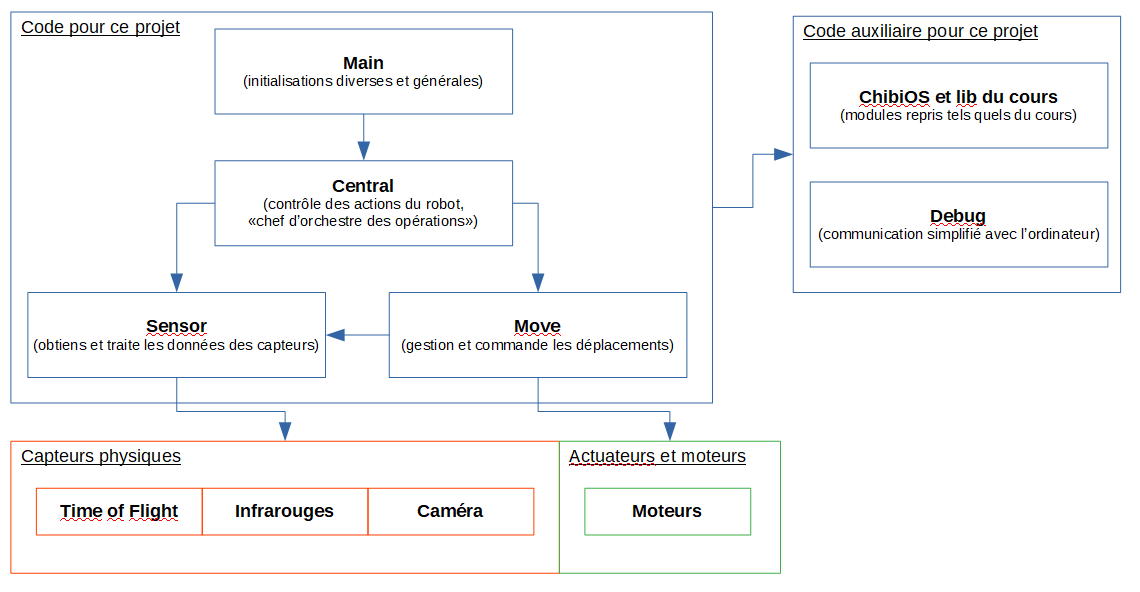 Code pour ce projet
Main
(initialisations diverses et générales)
Central
(contrôle des actions du robot,
«chef d’orchestre des opérations»)
Sensor
(obtiens et traite les données des capteurs)
Move
(gestion et commande les déplacements)
Code auxiliaire pour ce projet
ChibiOS et lib du cours
(modules repris tels quels du cours)
Debug
(communication simplifié avec l’ordinateur)
Capteurs physiques
Time of Flight
Infrarouges
Caméra
Actuateurs et moteurs
Moteurs